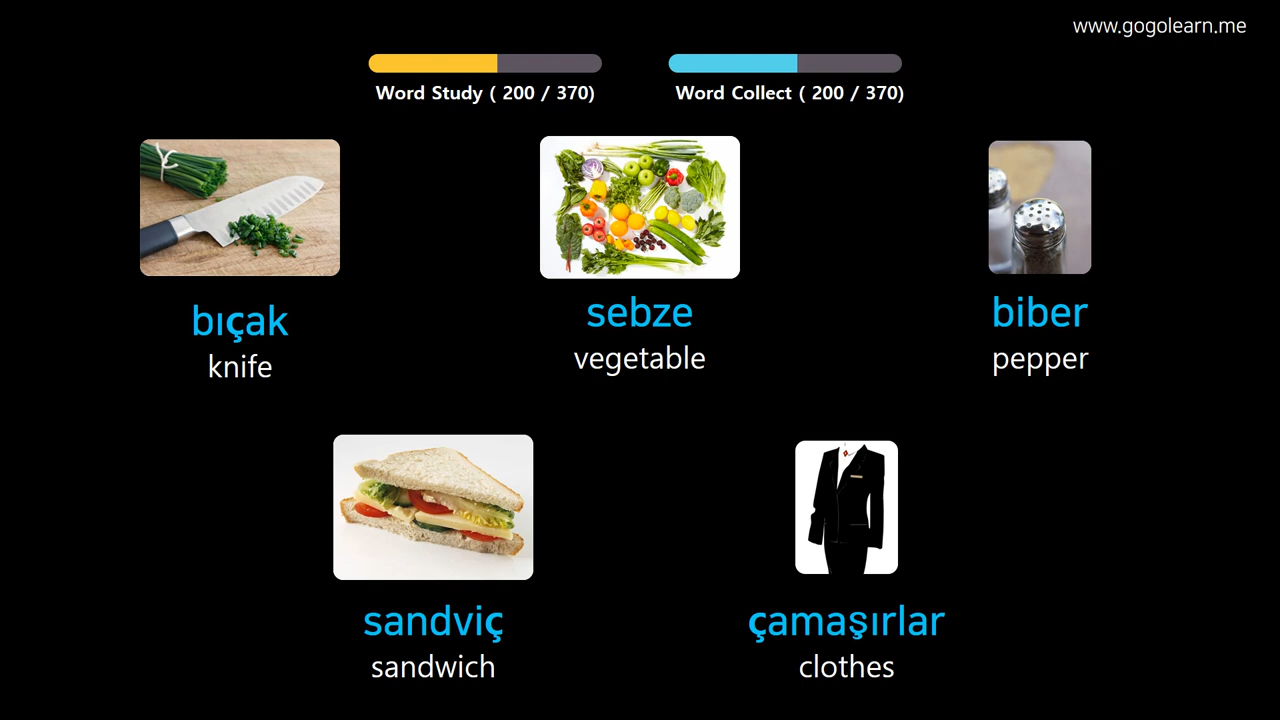 www.gogolearn.me
Word Study ( 200 / 370)
Word Collect ( 200 / 370)
bıçak
knife
sebze
vegetable
biber
pepper
sandviç
sandwich
çamaşırlar
clothes